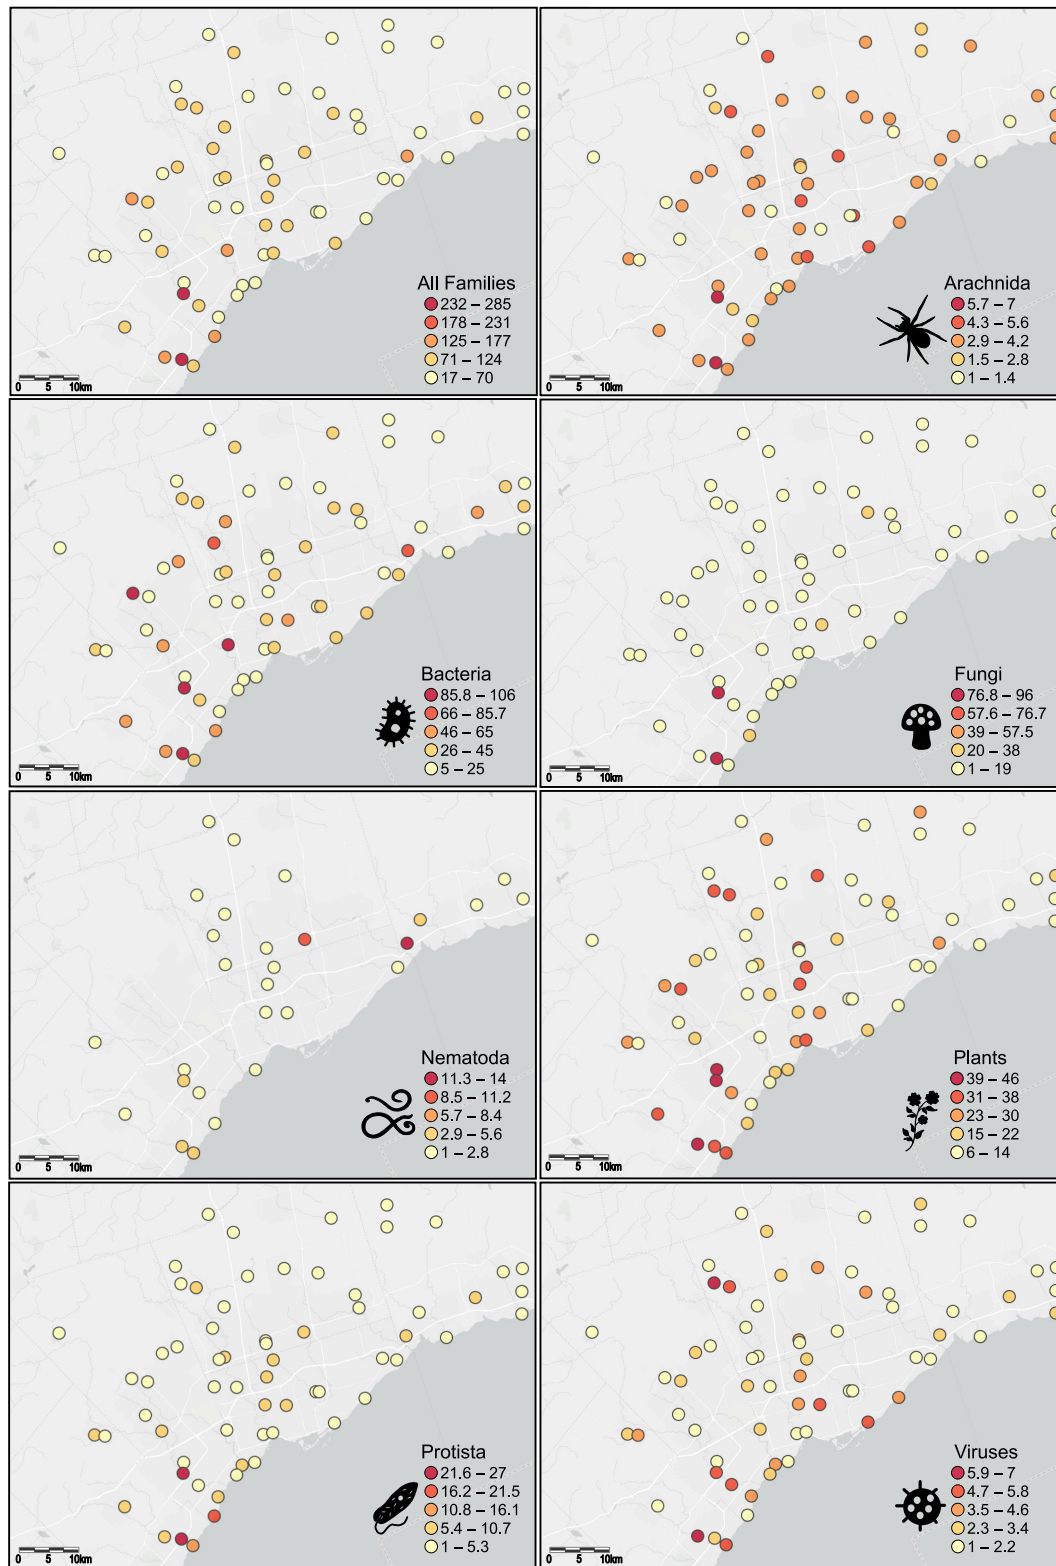 All Families
232 – 285
178 – 231
125 – 177
71 – 124
17 – 70
0 5 10km
Arachnida
5.7 – 7
4.3 – 5.6
2.9 – 4.2
1.5 – 2.8
1 – 1.4
0 5 10km
Bacteria
85.8 – 106
66 – 85.7
46 – 65
26 – 45
5 – 25
0 5 10km
Fungi
76.8 – 96
57.6 – 76.7
39 – 57.5
20 – 38
1 – 19
0 5 10km
Nematoda
11.3 – 14
8.5 – 11.2
5.7 – 8.4
2.9 – 5.6
1 – 2.8
0 5 10km
Plants
39 – 46
31 – 38
23 – 30
15 – 22
6 – 14
0 5 10km
Protista
21.6 – 27
16.2 – 21.5
10.8 – 16.1
5.4 – 10.7
1 – 5.3
0 5 10km
Viruses
5.9 – 7
4.7 – 5.8
3.5 – 4.6
2.3 – 3.4
1 – 2.2
0 5 10km